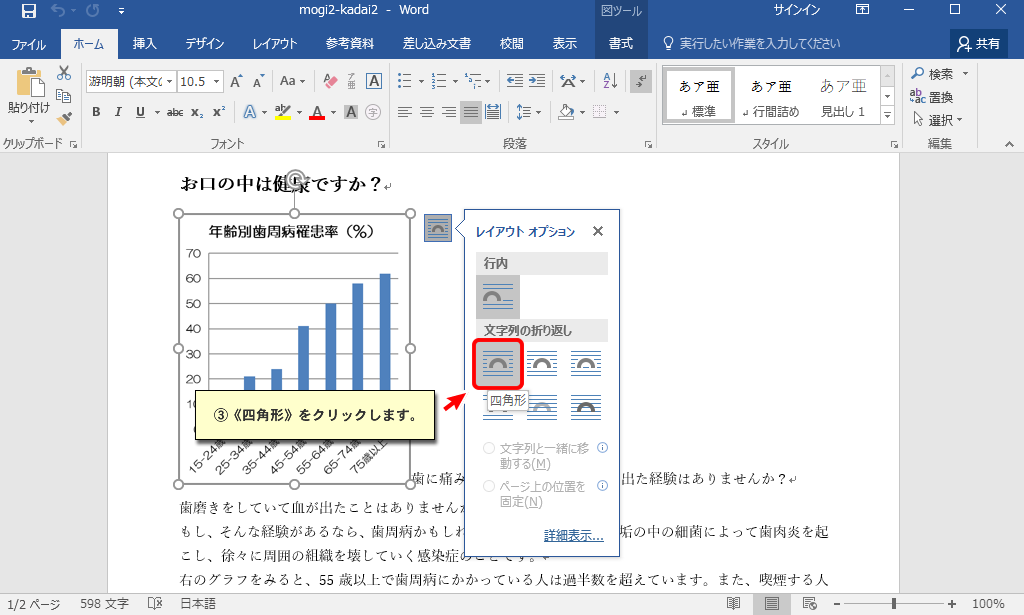 mogi2-kadai2 - Word
図ツール
サインイン
ファイル ホーム 挿入 デザイン レイアウト 参考資料 差し込み文書 校閲 表示 書式 実行したい作業を入力してください 共有
貼り付け
游明朝 (本文(
10.5
A A Aa ア亜 A
B I U abc x₂ x² A ab A A 字
A Z
あア亜 あア亜 あア亜
標準 行間詰め 見出し 1
検索
置換
選択
クリップボード フォント 段落 スタイル 編集
お口の中は健康ですか？
年齢別歯周病罹患率（%）
70
60
50
40
30
20
15-24歳
25-34歳
35-44歳
45-54歳
55-64歳
65-74歳
75歳以上
レイアウト オプション
行内
文字列の折り返し
四角形
文字列と一緒に移動する(M)
ページ上の位置を固定(N)
詳細表示...
③《四角形》をクリックします。
歯に痛み
出た経験はありませんか？
歯磨きをしていて血が出たことはありませんか
もし、そんな経験があるなら、歯周病かもしれ
垢の中の細菌によって歯肉炎を起
こし、徐々に周囲の組織を壊していく感染症のことです。
右のグラフをみると、55 歳以上で歯周病にかかっている人は過半数を超えています。また、喫煙する人
1/2 ページ 598 文字 日本語
100%